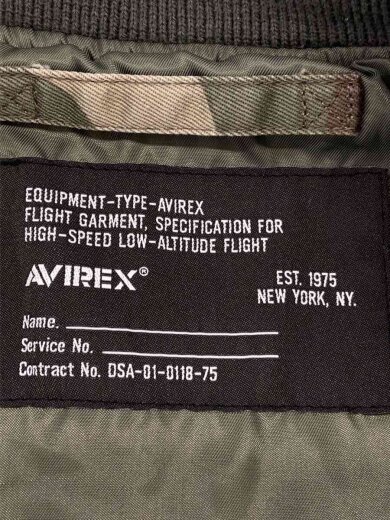 EQUIPMENT-TYPE-AVIREX
FLIGHT GARMENT, SPECIFICATION FOR
HIGH-SPEED LOW-ALTITUDE FLIGHT
AVIREX®
EST. 1975
NEW YORK, NY.
Name.
Service No.
Contract No. DSA-01-0118-75